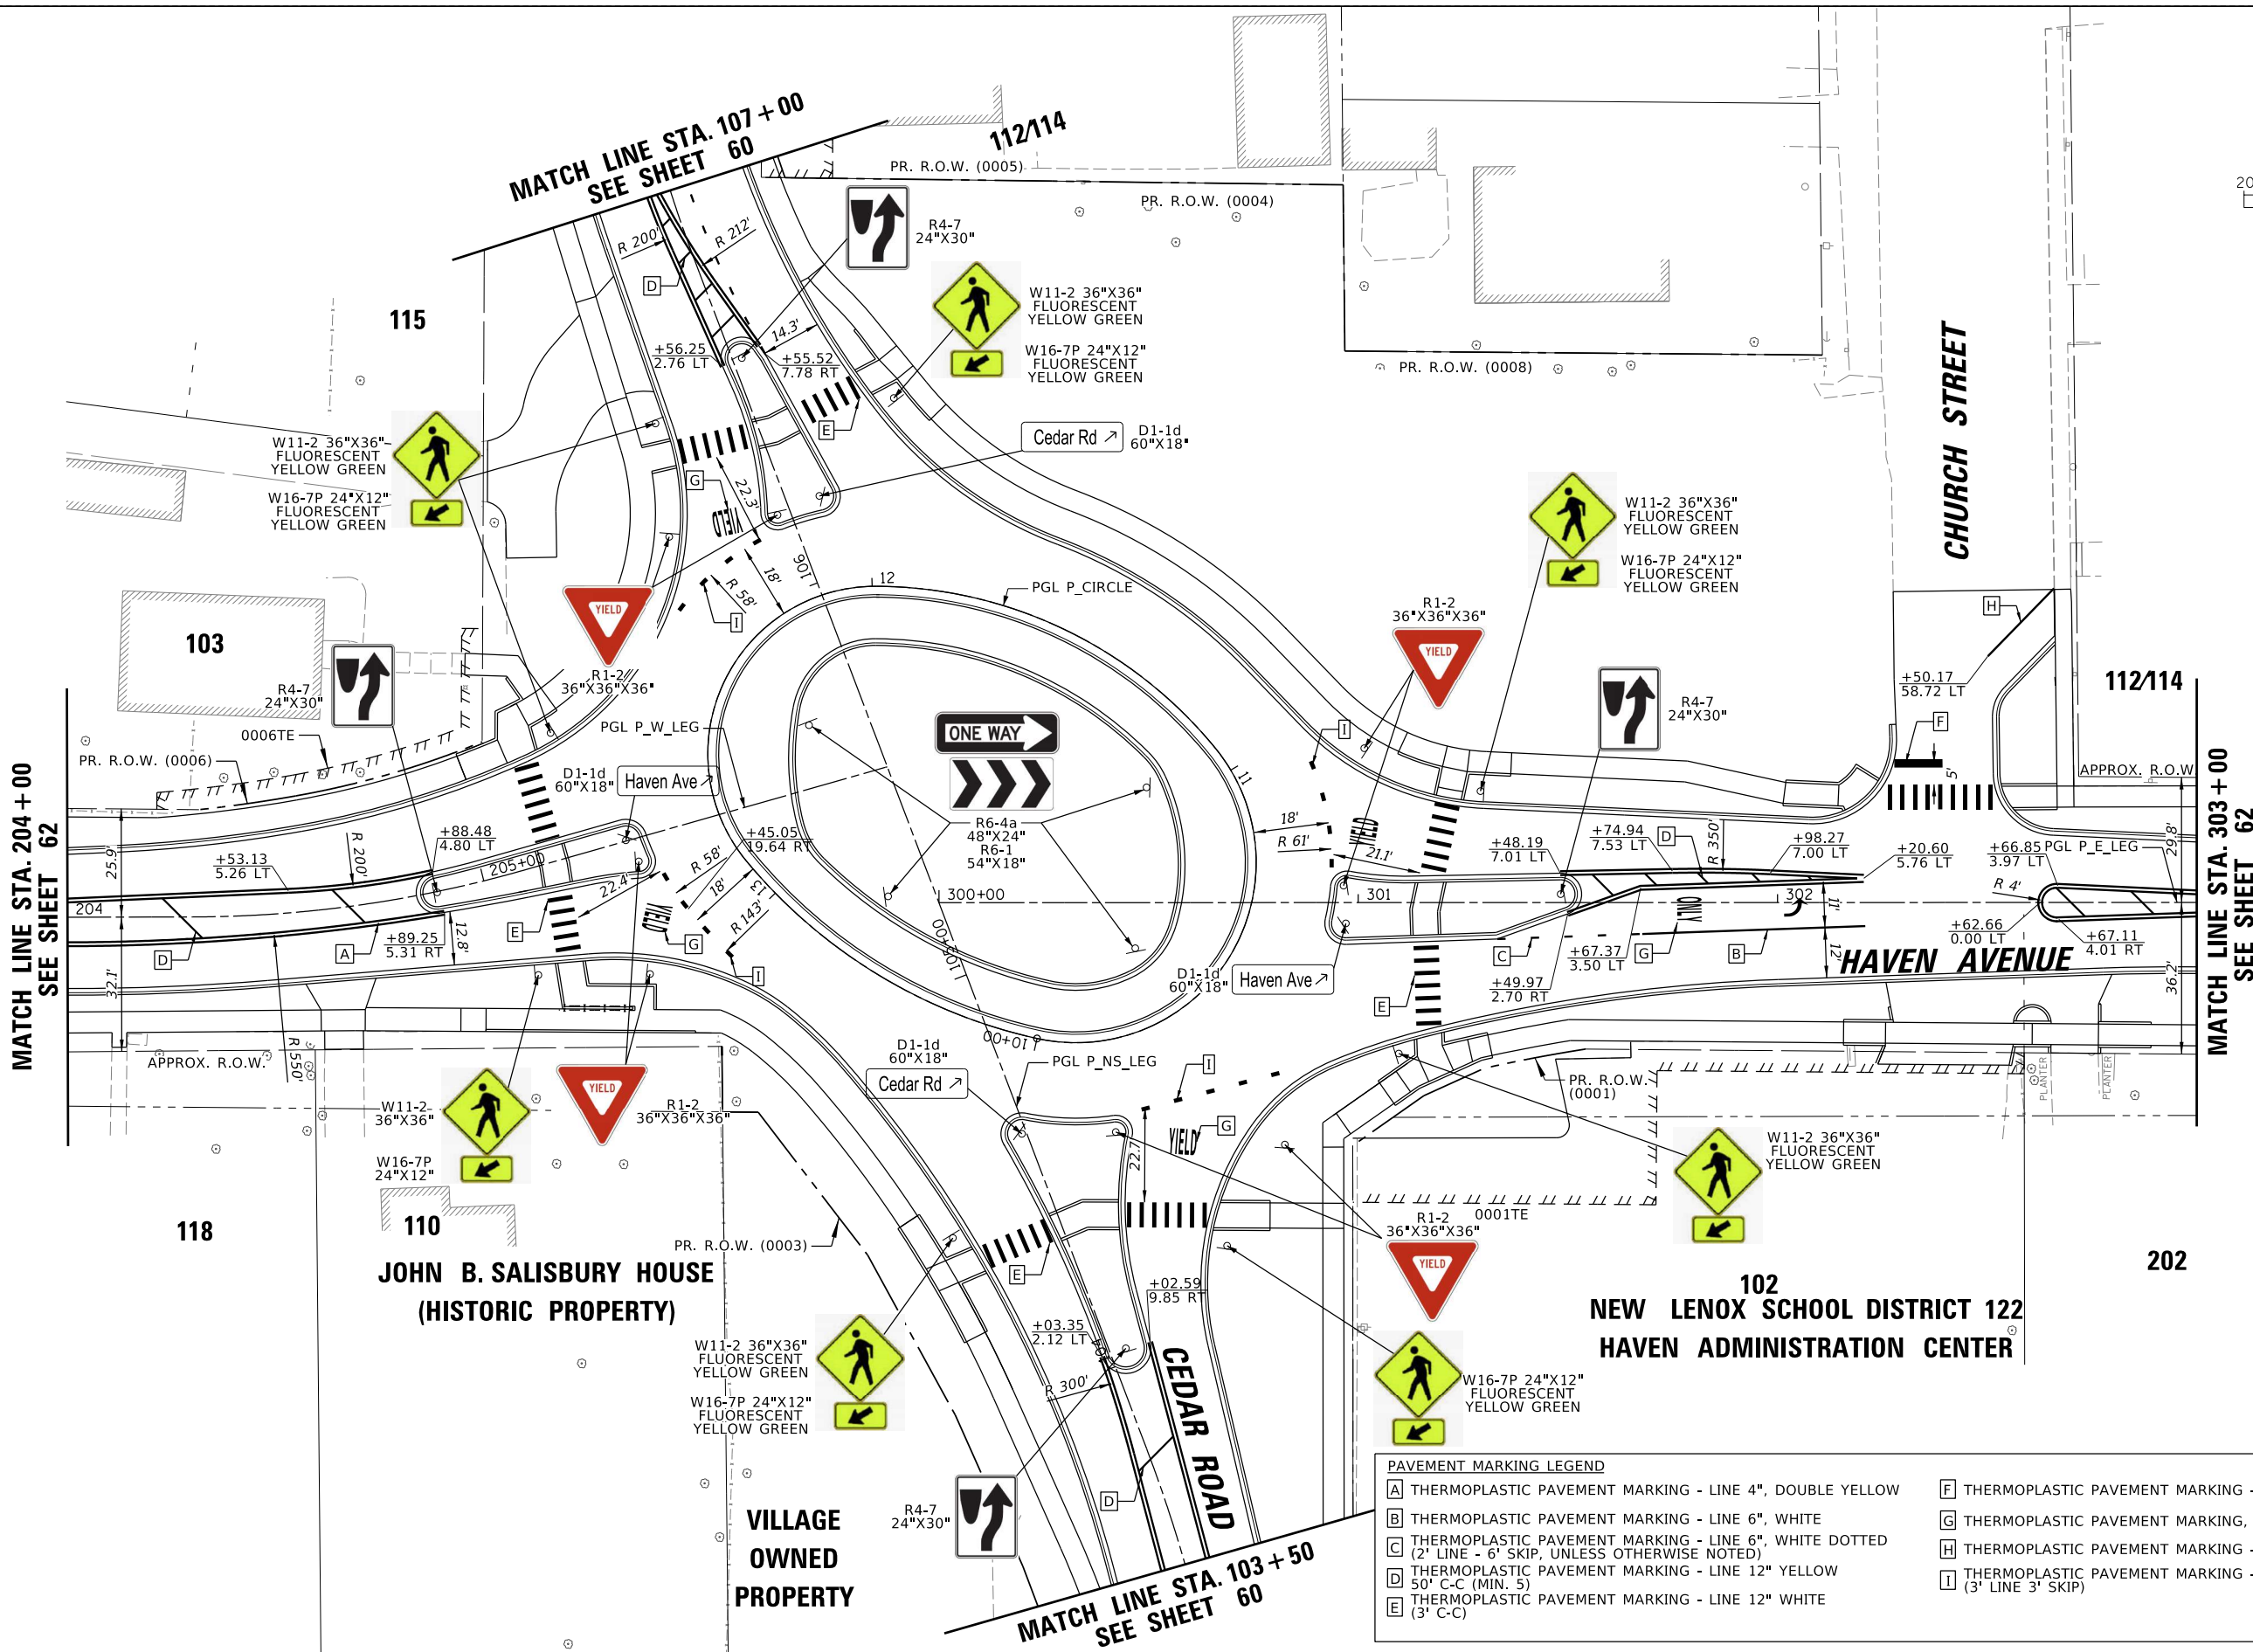 MATCH LINE STA. 107+00
SEE SHEET 60
112/114
PR. R.O.W. (0005)
PR. R.O.W. (0004)
20
R4-7
24"X30"
R 200'
R 212'
D
W11-2 36"X36"
FLUORESCENT
YELLOW GREEN
W16-7P 24"X12"
FLUORESCENT
YELLOW GREEN
115
14.3'
+56.25
2.76 LT
+55.52
7.78 RT
PR. R.O.W. (0008)
CHURCH STREET
E
Cedar Rd ↗
D1-1d
60"X18"
W11-2 36"X36"
FLUORESCENT
YELLOW GREEN
W16-7P 24"X12"
FLUORESCENT
YELLOW GREEN
G
22.3'
YIELD
18'
R 58'
I
106
12
PGL P_CIRCLE
W11-2 36"X36"
FLUORESCENT
YELLOW GREEN
W16-7P 24"X12"
FLUORESCENT
YELLOW GREEN
YIELD
R1-2
36"X36"X36"
R1-2
36"X36"X36"
YIELD
H
103
R4-7
24"X30"
0006TE
PR. R.O.W. (0006)
PGL P_W_LEG
ONE WAY
R4-7
24"X30"
+50.17
58.72 LT
112/114
F
I
11
5'
APPROX. R.O.W
D1-1d
60"X18"
Haven Ave ↗
R6-4a
48"X24"
R6-1
54"X18"
MATCH LINE STA. 204+00
SEE SHEET 62
25.9'
+53.13
5.26 LT
R 200'
+88.48
4.80 LT
205+00
+45.05
19.64 RT
R 58'
18'
13
R 143'
22.4'
YIELD
G
I
204
D
A
+89.25
5.31 RT
12.8'
E
32.1'
R 550'
APPROX. R.O.W.
300+00
105+00
10+00
18'
R 61'
YIELD
21.1'
301
+48.19
7.01 LT
+74.94
7.53 LT
D
R 350'
+98.27
7.00 LT
+20.60
5.76 LT
+66.85
3.97 LT
PGL P_E_LEG
29.8'
R 4'
302
11'
12'
ONLY
C
+67.37
3.50 LT
G
B
+49.97
2.70 RT
+62.66
0.00 LT
+67.11
4.01 RT
HAVEN AVENUE
36.2'
MATCH LINE STA. 303+00
SEE SHEET 62
D1-1d
60"X18"
Haven Ave ↗
E
D1-1d
60"X18"
Cedar Rd ↗
PGL P_NS_LEG
I
PR. R.O.W.
(0001)
PLANTER
PLANTER
W11-2
36"X36"
W16-7P
24"X12"
YIELD
R1-2
36"X36"X36"
22.7'
YIELD
G
W11-2 36"X36"
FLUORESCENT
YELLOW GREEN
0001TE
118
110
JOHN B. SALISBURY HOUSE
(HISTORIC PROPERTY)
PR. R.O.W. (0003)
E
R1-2
36"X36"X36"
YIELD
202
102
NEW LENOX SCHOOL DISTRICT 122
HAVEN ADMINISTRATION CENTER
+02.59
9.85 RT
+03.35
2.12 LT
W11-2 36"X36"
FLUORESCENT
YELLOW GREEN
W16-7P 24"X12"
FLUORESCENT
YELLOW GREEN
R 300'
W16-7P 24"X12"
FLUORESCENT
YELLOW GREEN
CEDAR ROAD
R4-7
24"X30"
D
VILLAGE
OWNED
PROPERTY
MATCH LINE STA. 103+50
SEE SHEET 60
PAVEMENT MARKING LEGEND
A THERMOPLASTIC PAVEMENT MARKING - LINE 4", DOUBLE YELLOW
B THERMOPLASTIC PAVEMENT MARKING - LINE 6", WHITE
C THERMOPLASTIC PAVEMENT MARKING - LINE 6", WHITE DOTTED
(2' LINE - 6' SKIP, UNLESS OTHERWISE NOTED)
D THERMOPLASTIC PAVEMENT MARKING - LINE 12" YELLOW
50' C-C (MIN. 5)
E THERMOPLASTIC PAVEMENT MARKING - LINE 12" WHITE
(3' C-C)
F THERMOPLASTIC PAVEMENT MARKING -
G THERMOPLASTIC PAVEMENT MARKING,
H THERMOPLASTIC PAVEMENT MARKING -
I THERMOPLASTIC PAVEMENT MARKING -
(3' LINE 3' SKIP)